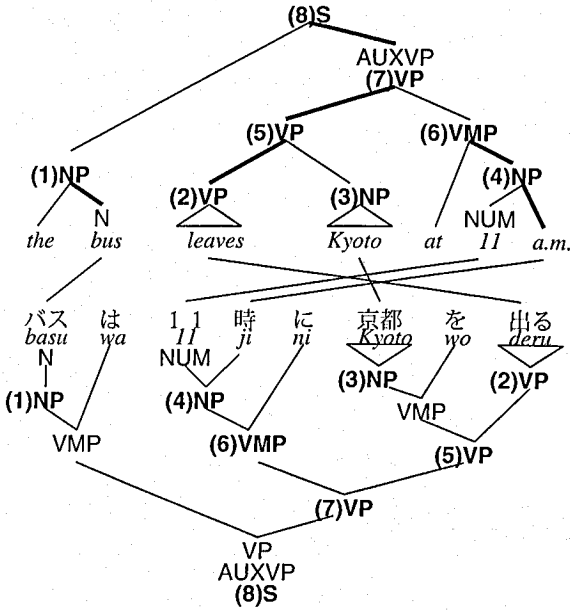 (8)S
AUXVP
(7)VP
(5)VP (6)VMP
(1)NP (2)VP (3)NP (4)NP
N NUM
the bus leaves Kyoto at 11 a.m.
バス は 11 時 に 京都 を 出る
basu wa 11 ji ni Kyoto wo deru
N NUM
(1)NP (4)NP (3)NP (2)VP
VMP
VMP (6)VMP (5)VP
(7)VP
VP
AUXVP
(8)S